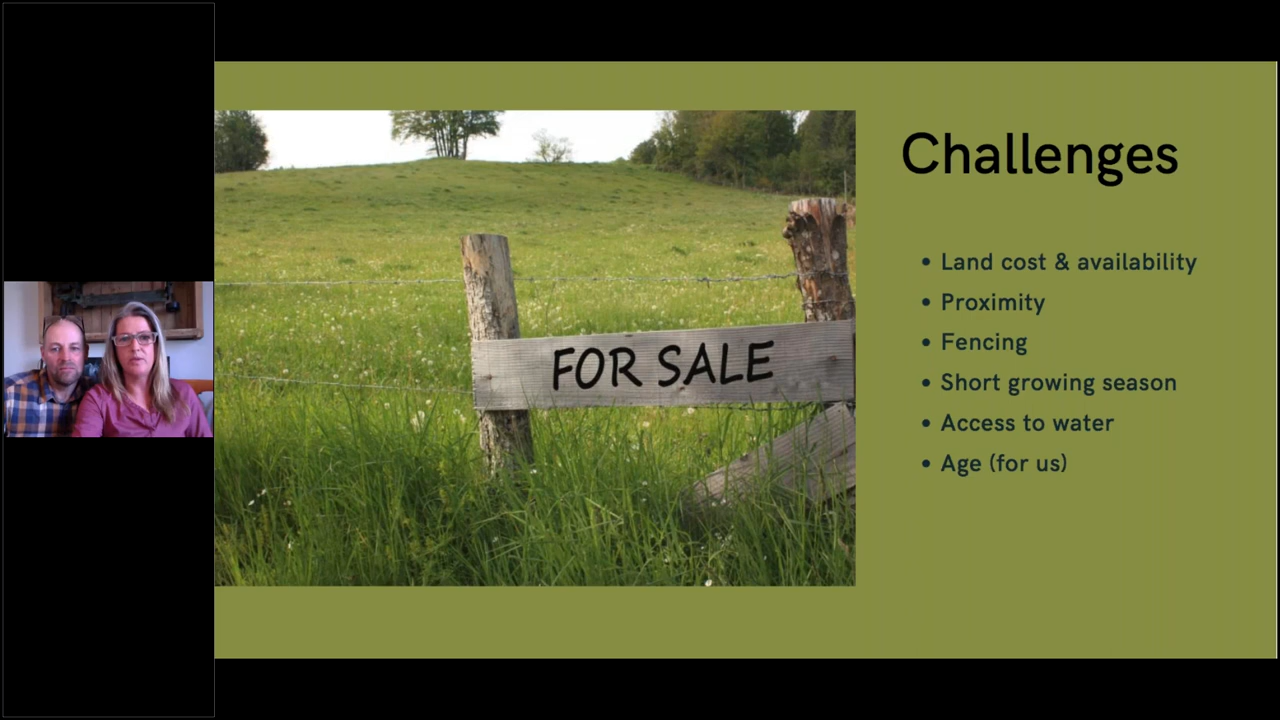 Challenges
FOR SALE
• Land cost & availability
• Proximity
• Fencing
• Short growing season
• Access to water
• Age (for us)